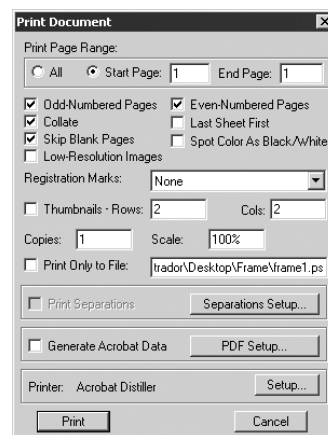 Print Document
Print Page Range:
All Start Page: 1 End Page: 1
Odd-Numbered Pages Even-Numbered Pages
Collate Last Sheet First
Skip Blank Pages Spot Color As Black/White
Low-Resolution Images
Registration Marks: None
Thumbnails - Rows: 2 Cols: 2
Copies: 1 Scale: 100%
Print Only to File: trador\Desktop\Frame\frame1.ps
Print Separations Separations Setup...
Generate Acrobat Data PDF Setup...
Printer: Acrobat Distiller Setup...
Print Cancel